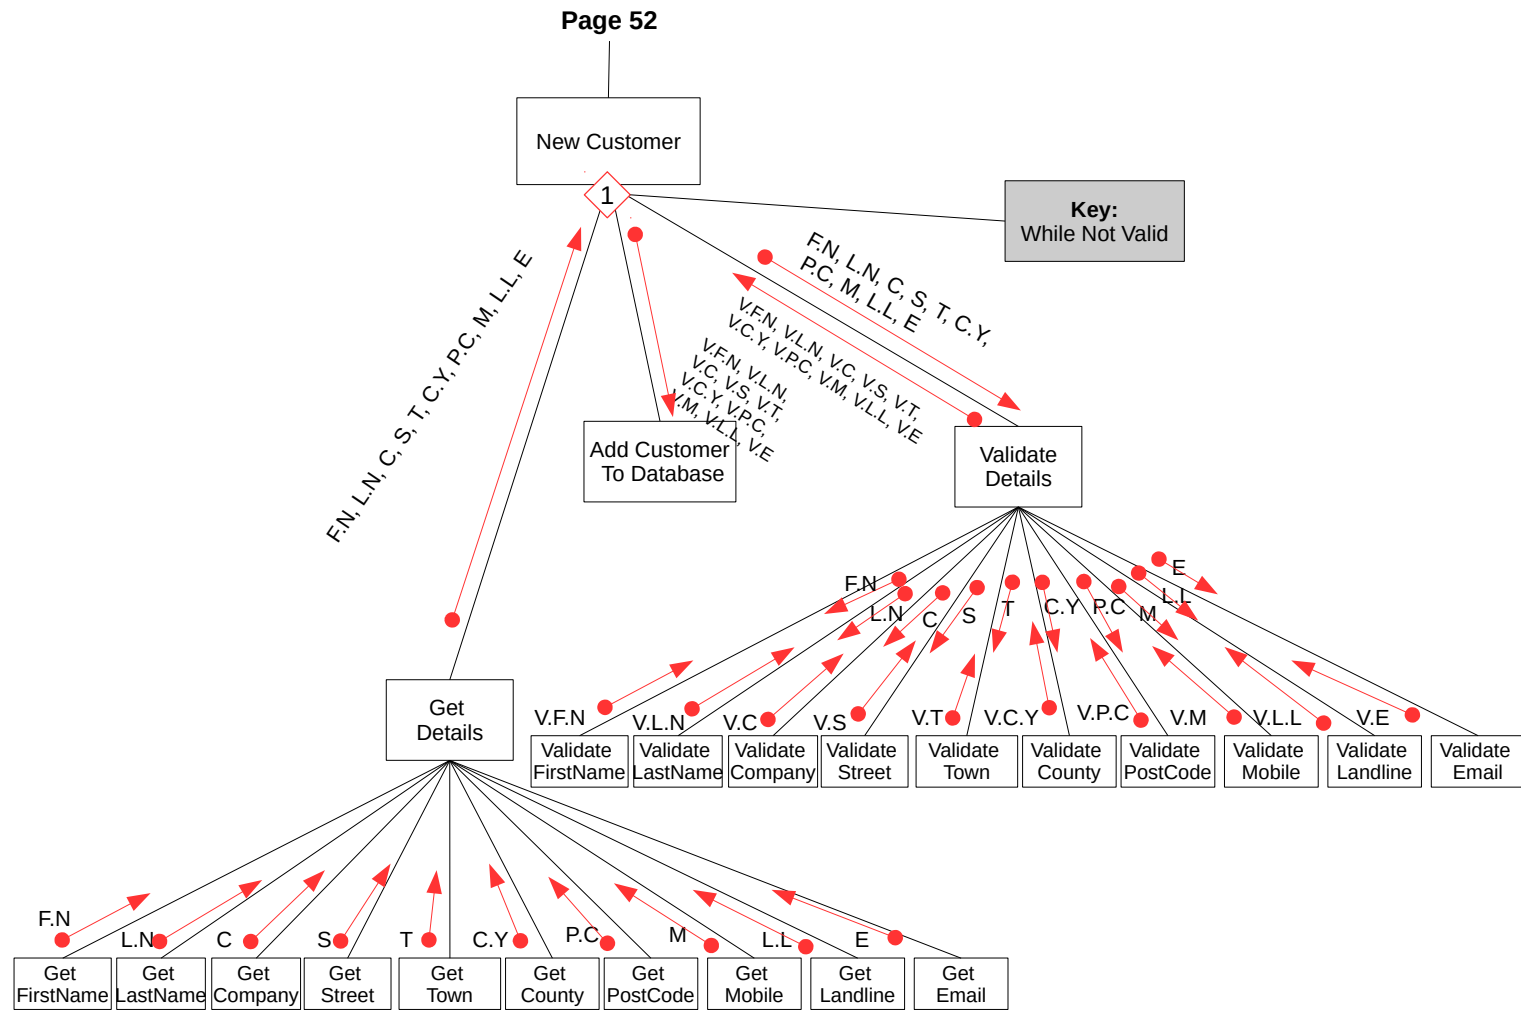 Page 52
New Customer
1
Key:
While Not Valid
F.N, L.N, C, S, T, C.Y, P.C, M, L.L, E
F.N, L.N, C, S, T, C.Y,
P.C, M, L.L, E
V.F.N, V.L.N, V.C, V.S, V.T,
V.C.Y, V.P.C, V.M, V.L.L, V.E
V.F.N, V.L.N,
V.C, V.S, V.T,
V.C.Y, V.P.C,
V.M, V.L.L, V.E
Add Customer
To Database
Validate
Details
F.N
L.N
C
S
T
C.Y
P.C
M
L.L
E
V.F.N
V.L.N
V.C
V.S
V.T
V.C.Y
V.P.C
V.M
V.L.L
V.E
Get
Details
Validate
FirstName
Validate
LastName
Validate
Company
Validate
Street
Validate
Town
Validate
County
Validate
PostCode
Validate
Mobile
Validate
Landline
Validate
Email
F.N
L.N
C
S
T
C.Y
P.C
M
L.L
E
Get
FirstName
Get
LastName
Get
Company
Get
Street
Get
Town
Get
County
Get
PostCode
Get
Mobile
Get
Landline
Get
Email